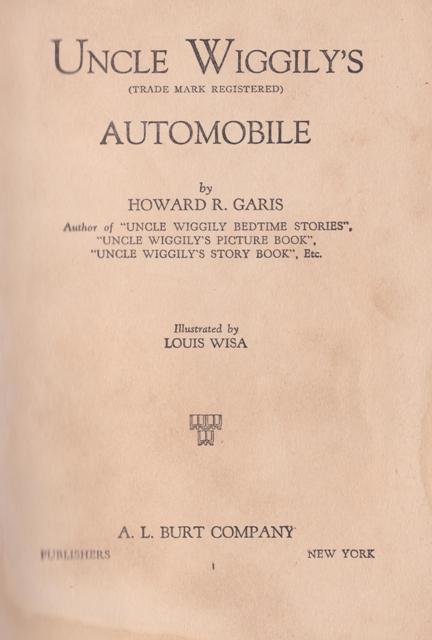 UNCLE WIGGILY'S
(TRADE MARK REGISTERED)
AUTOMOBILE
by
HOWARD R. GARIS
Author of "UNCLE WIGGILY BEDTIME STORIES",
"UNCLE WIGGILY'S PICTURE BOOK",
"UNCLE WIGGILY'S STORY BOOK", Etc.
Illustrated by
LOUIS WISA
A. L. BURT COMPANY
PUBLISHERS NEW YORK